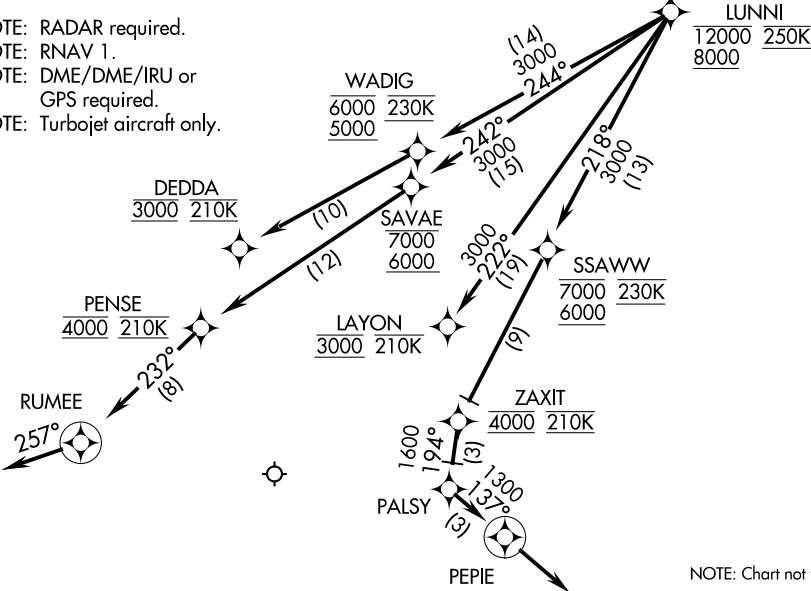 OTE: RADAR required.
OTE: RNAV 1.
OTE: DME/DME/IRU or
GPS required.
OTE: Turbojet aircraft only.
LUNNI
12000 250K
8000
(14)
3000
244°
WADIG
6000 230K
5000
242°
3000
(15)
218°
3000
(13)
DEDDA
3000 210K
(10)
SAVAE
7000
6000
(12)
3000
222°
(19)
SSAWW
7000 230K
6000
PENSE
4000 210K
LAYON
3000 210K
(9)
232°
(8)
RUMEE
257°
ZAXIT
4000 210K
1600
194°
(3)
PALSY
1300
137°
(3)
PEPIE
NOTE: Chart not